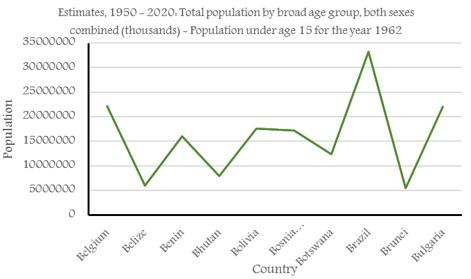 Estimates, 1950 - 2020: Total population by broad age group, both sexes
combined (thousands) - Population under age 15 for the year 1962
35000000
30000000
25000000
20000000
15000000
10000000
5000000
0
Population
Belgium
Belize
Benin
Bhutan
Bolivia
Bosnia...
Botswana
Brazil
Brunei
Bulgaria
Country